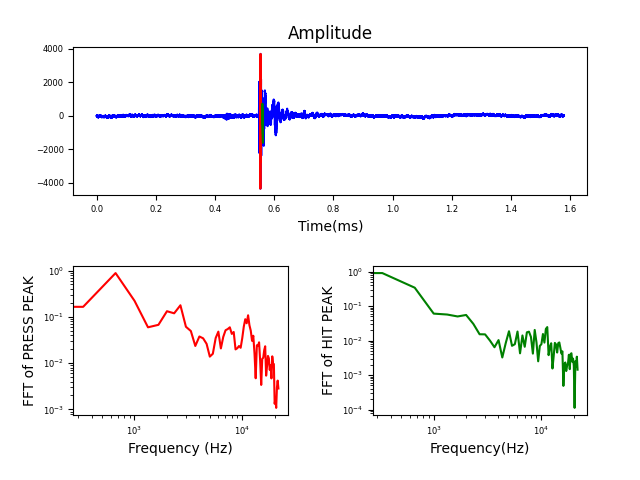 Amplitude
4000
2000
0
−2000
−4000
0.0 0.2 0.4 0.6 0.8 1.0 1.2 1.4 1.6
Time(ms)
FFT of PRESS PEAK
10⁰
10⁻¹
10⁻²
10⁻³
10³ 10⁴
Frequency (Hz)
FFT of HIT PEAK
10⁰
10⁻¹
10⁻²
10⁻³
10⁻⁴
10³ 10⁴
Frequency(Hz)